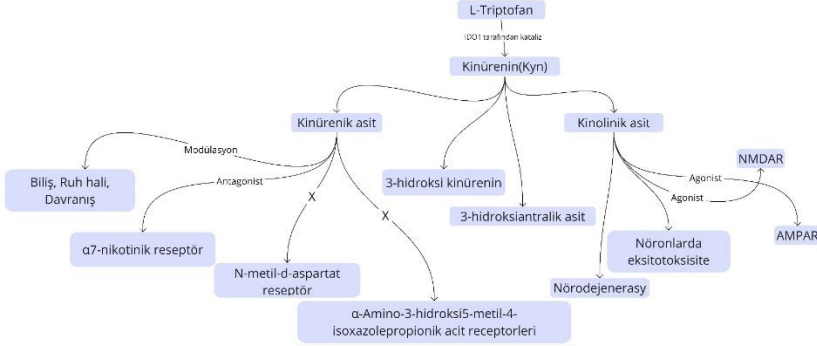 L-Triptofan
IDO1 tarafından kataliz
Kinürenin(Kyn)
Kinürenik asit
Kinolinik asit
Modülasyon
Biliş, Ruh hali,
Davranış
Antagonist
α7-nikotinik reseptör
X
N-metil-d-aspartat
reseptör
X
α-Amino-3-hidroksi5-metil-4-
isoxazolepropionik acit receptorleri
3-hidroksi kinürenin
3-hidroksiantralik asit
Nörodejenerasy
Nöronlarda
eksitotoksisite
Agonist
NMDAR
Agonist
AMPAR